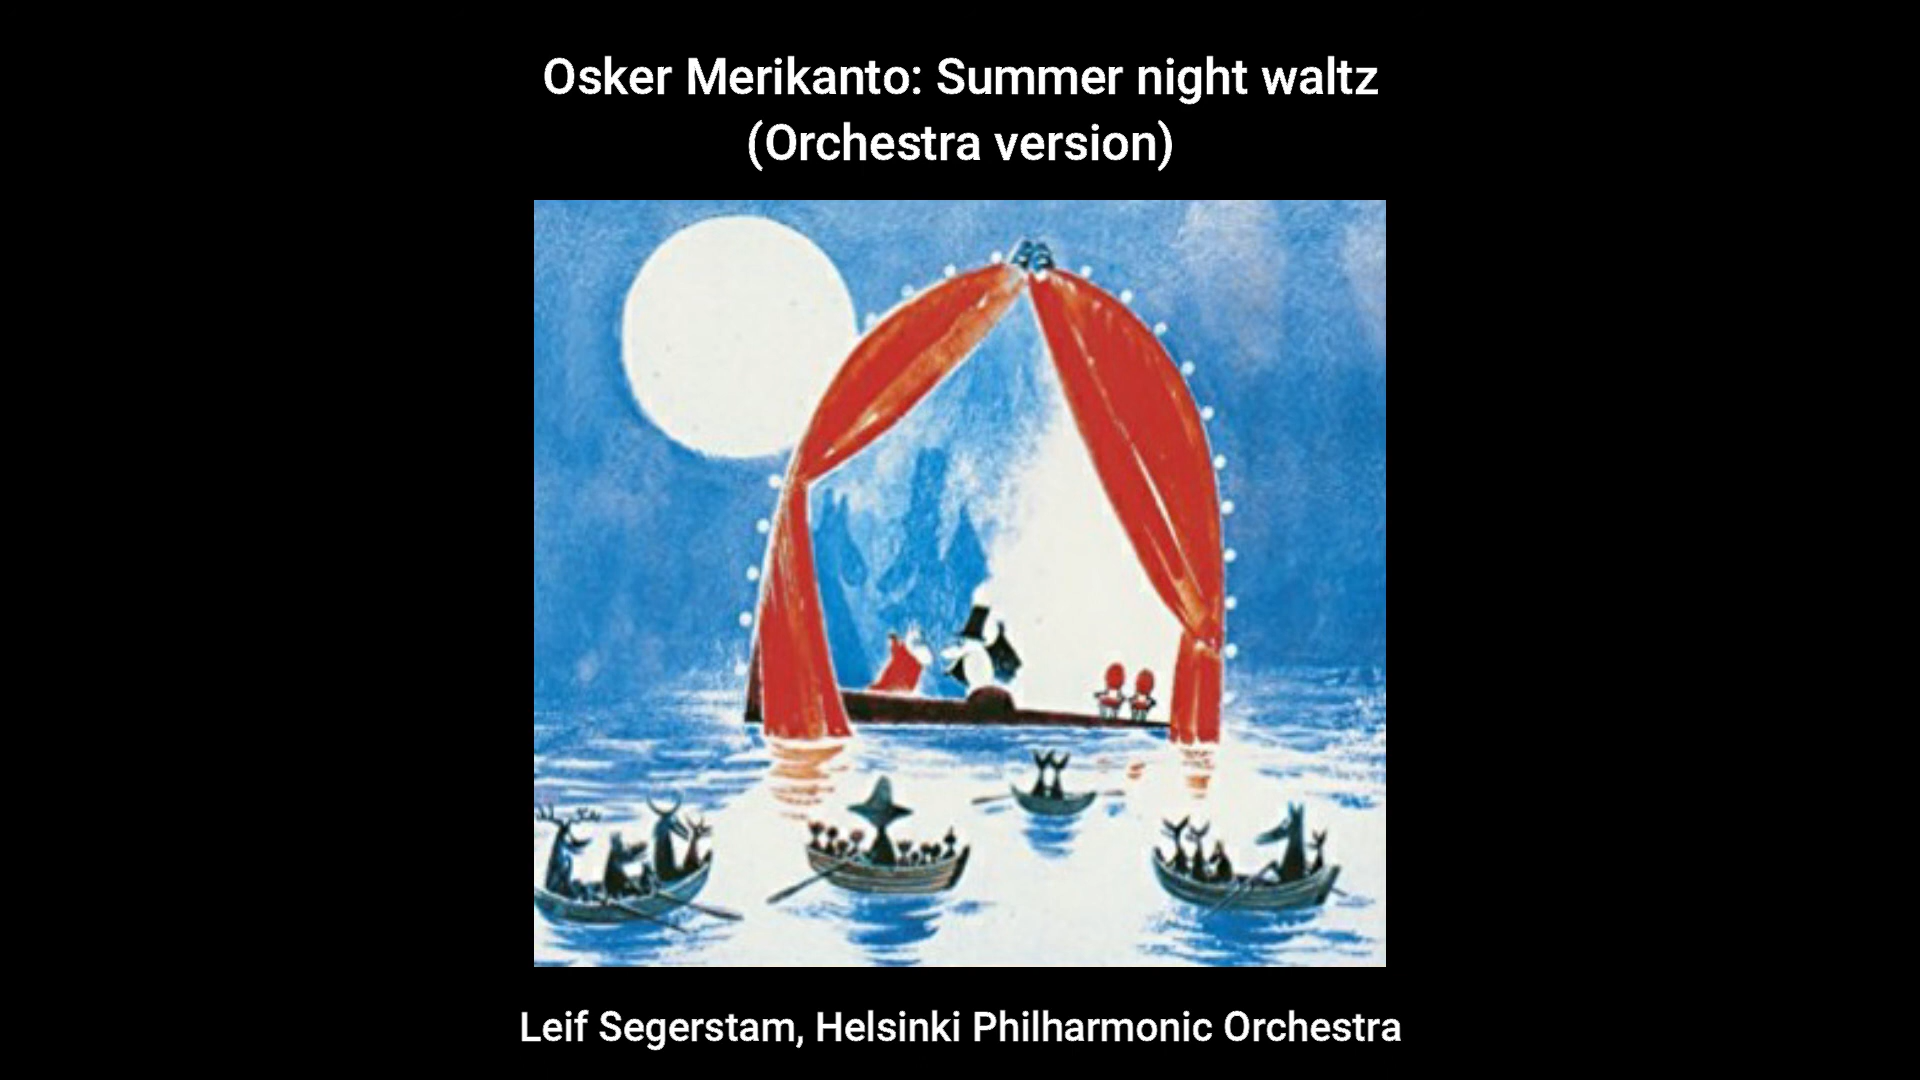 Osker Merikanto: Summer night waltz
(Orchestra version)
Leif Segerstam, Helsinki Philharmonic Orchestra